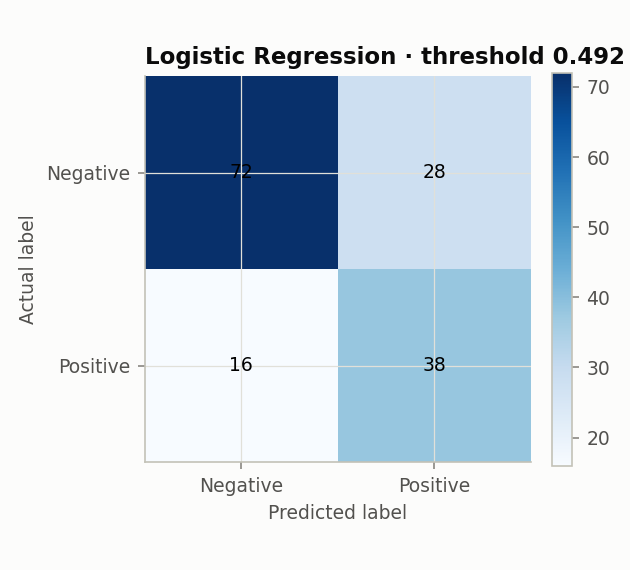 Logistic Regression · threshold 0.492
Negative
72
28
Positive
16
38
Negative
Positive
Predicted label
Actual label
70
60
50
40
30
20